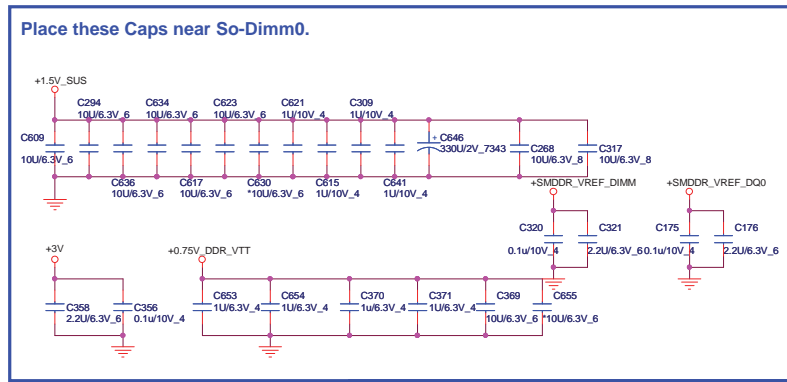 Place these Caps near So-Dimm0.
+1.5V_SUS
C294
10U/6.3V_6
C634
10U/6.3V_6
C623
10U/6.3V_6
C621
1U/10V_4
C309
1U/10V_4
C609
10U/6.3V_6
+
C646
330U/2V_7343
C268
10U/6.3V_8
C317
10U/6.3V_8
C636
10U/6.3V_6
C617
10U/6.3V_6
C630
*10U/6.3V_6
C615
1U/10V_4
C641
1U/10V_4
+SMDDR_VREF_DIMM
C320
0.1u/10V_4
C321
2.2U/6.3V_6
+SMDDR_VREF_DQ0
C175
0.1u/10V_4
C176
2.2U/6.3V_6
+3V
C358
2.2U/6.3V_6
C356
0.1u/10V_4
+0.75V_DDR_VTT
C653
1U/6.3V_4
C654
1U/6.3V_4
C370
1u/6.3V_4
C371
1U/6.3V_4
C369
10U/6.3V_6
C655
*10U/6.3V_6